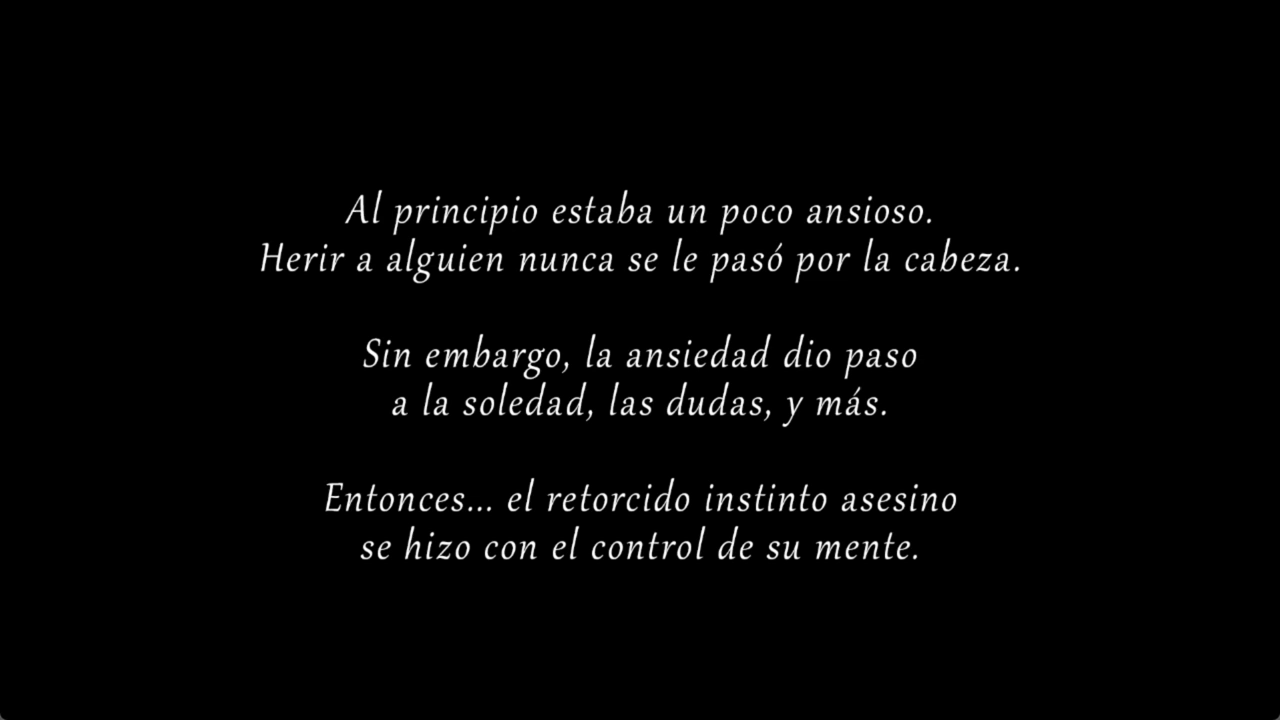 Al principio estaba un poco ansioso.
Herir a alguien nunca se le pasó por la cabeza.
Sin embargo, la ansiedad dio paso
a la soledad, las dudas, y más.
Entonces... el retorcido instinto asesino
se hizo con el control de su mente.